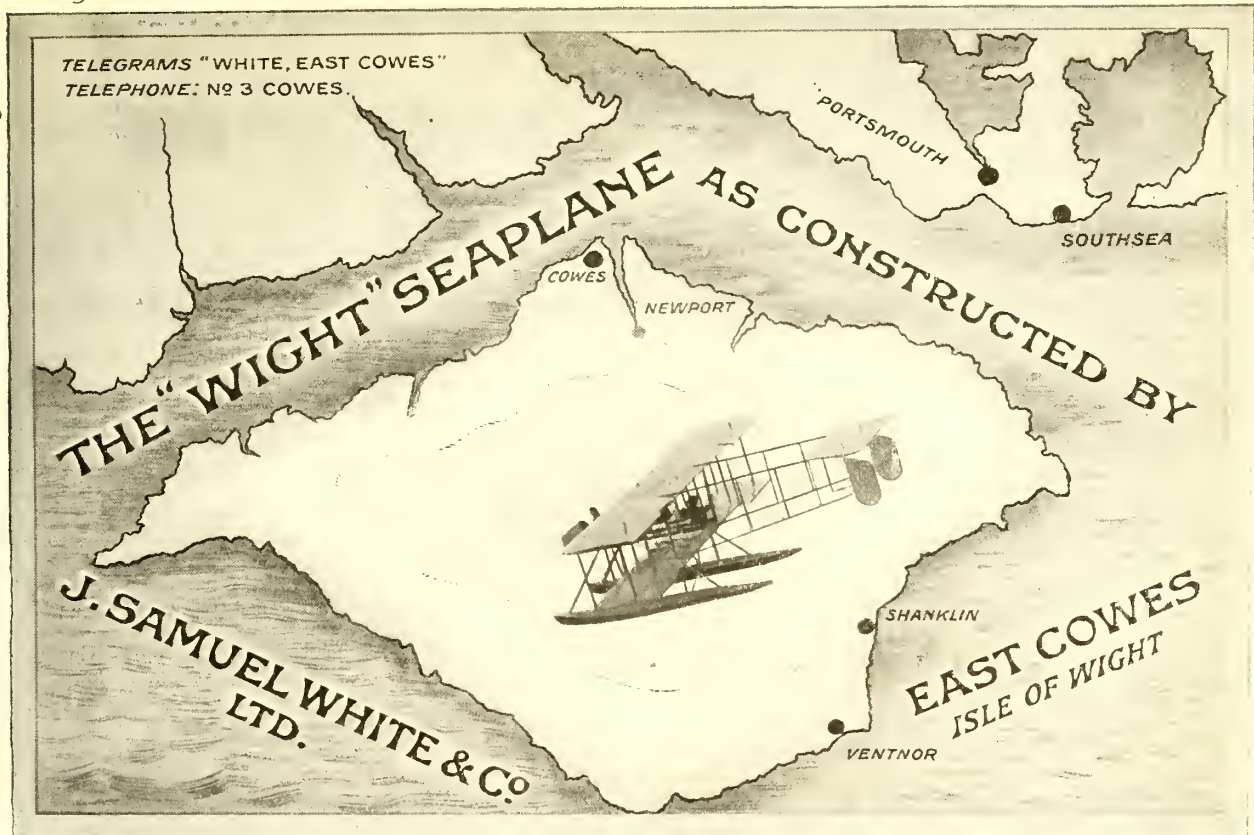 TELEGRAMS "WHITE, EAST COWES"
TELEPHONE: Nº 3 COWES.
PORTSMOUTH
SOUTHSEA
THE "WIGHT" SEAPLANE AS CONSTRUCTED BY
COWES
NEWPORT
SHANKLIN
VENTNOR
J. SAMUEL WHITE & Cº
LTD.
EAST COWES
ISLE OF WIGHT